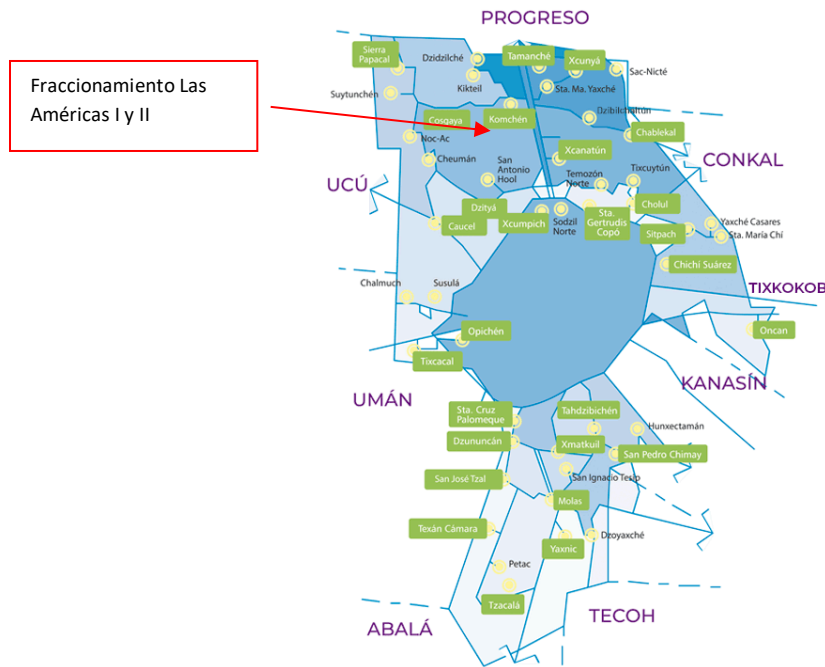 PROGRESO
Sierra
Papacal
Dzidzilché
Tamanché
Xcunyá
Sac-Nicté
Fraccionamiento Las
Américas I y II
Kikteil
Sta. Ma. Yaxché
Suytunchén
Cosgaya
Komchén
Dzibilchaltún
Chablekal
Noc-Ac
Cheumán
San
Antonio
Hool
Xcanatún
CONKAL
Temozón
Norte
Tixcuytún
UCÚ
Dzityá
Xcumpich
Sodzil
Norte
Sta.
Gertrudis
Copó
Cholul
Caucel
Sitpach
Yaxché Casares
Sta. María Chí
Chichi Suárez
Chalmuch
Susulá
TIXKOKOB
Opichén
Oncan
Tixcacal
KANASÍN
UMÁN
Sta. Cruz
Palomeque
Tahdzibichén
Hunxectamán
Dzununcán
Xmatkuil
San Pedro Chimay
San José Tzal
San Ignacio Tesip
Molas
Texán Cámara
Yaxnic
Dzoyaxché
Petac
Tzacalá
ABALÁ
TECOH